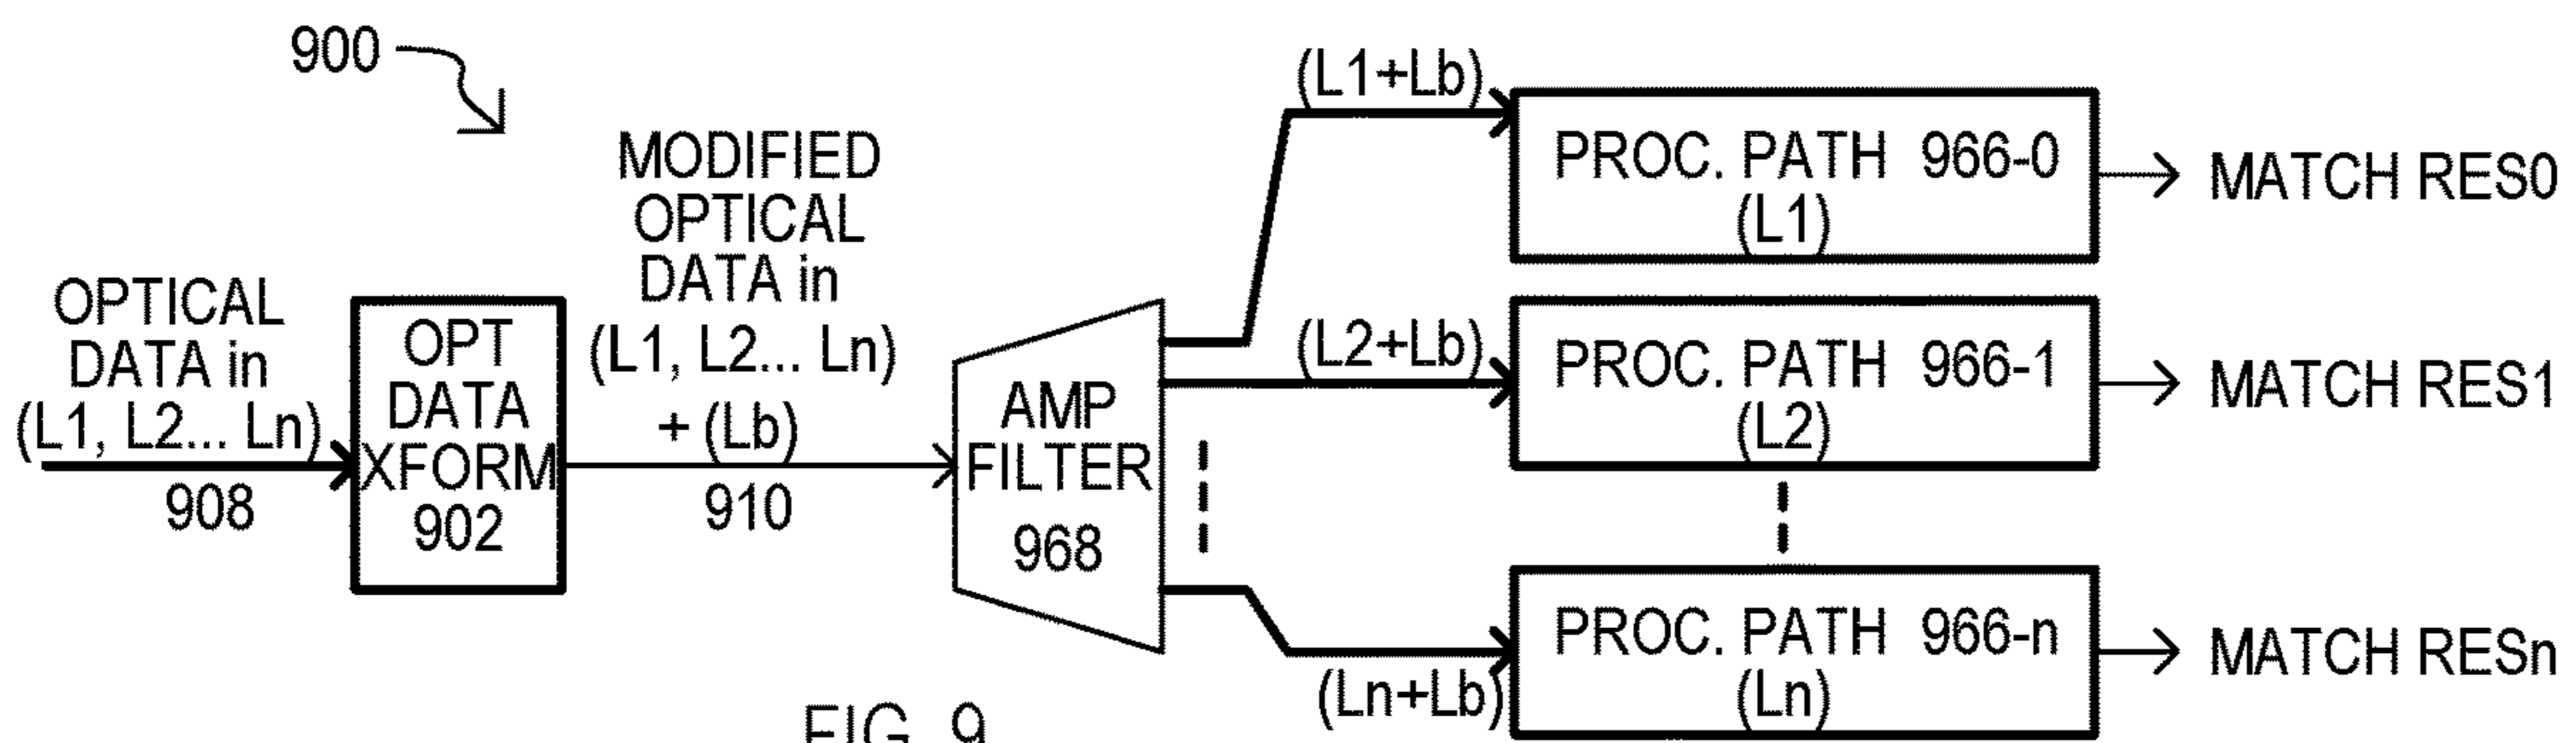 900
OPTICAL
DATA in
(L1, L2... Ln)
908
OPT
DATA
XFORM
902
MODIFIED
OPTICAL
DATA in
(L1, L2... Ln)
+ (Lb)
910
AMP
FILTER
968
(L1+Lb)
PROC. PATH 966-0
(L1)
MATCH RES0
(L2+Lb)
PROC. PATH 966-1
(L2)
MATCH RES1
(Ln+Lb)
PROC. PATH 966-n
(Ln)
MATCH RESn
FIG. 9